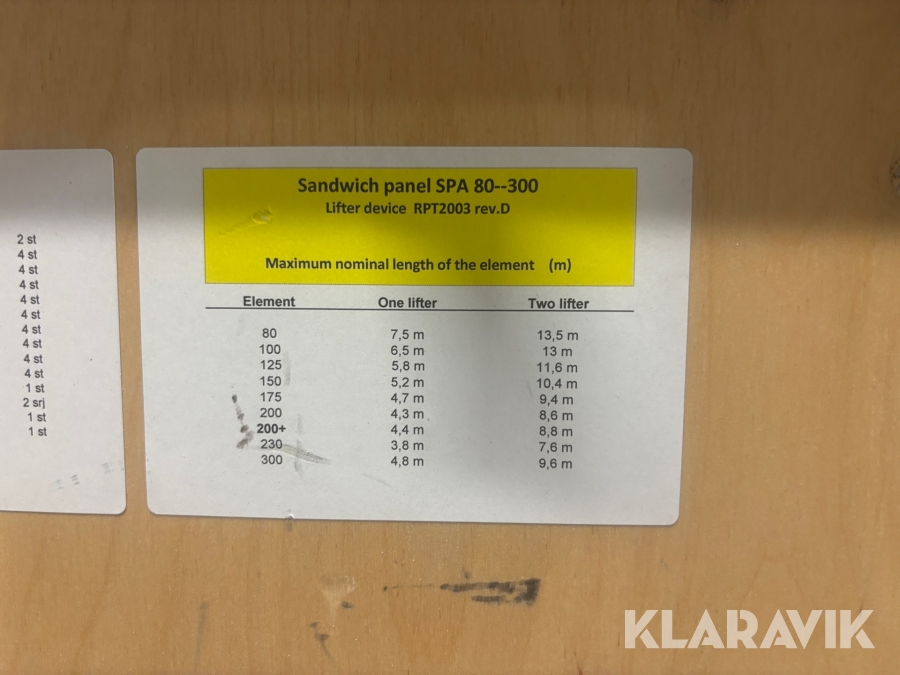 2 st
4 st
4 st
4 st
4 st
4 st
4 st
4 st
4 st
4 st
1 st
2 srj
1 st
1 st
Sandwich panel SPA 80--300
Lifter device RPT2003 rev.D
Maximum nominal length of the element (m)
Element One lifter Two lifter
80 7,5 m 13,5 m
100 6,5 m 13 m
125 5,8 m 11,6 m
150 5,2 m 10,4 m
175 4,7 m 9,4 m
200 4,3 m 8,6 m
200+ 4,4 m 8,8 m
230 3,8 m 7,6 m
300 4,8 m 9,6 m
KLARAVIK